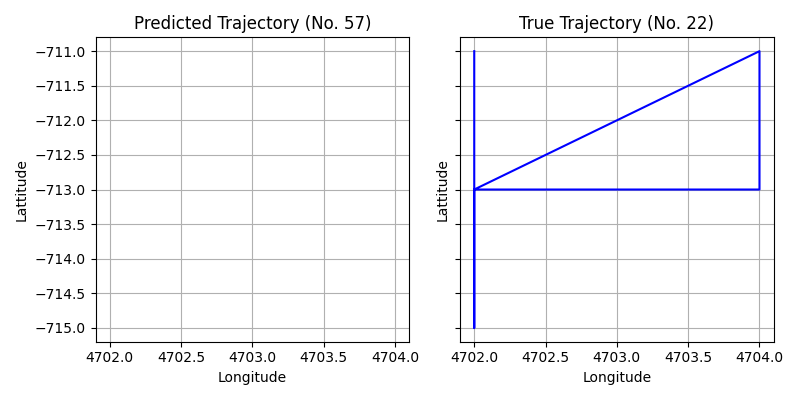 Predicted Trajectory (No. 57)
True Trajectory (No. 22)
Lattitude
−711.0
−711.5
−712.0
−712.5
−713.0
−713.5
−714.0
−714.5
−715.0
4702.0 4702.5 4703.0 4703.5 4704.0
Longitude
Lattitude
4702.0 4702.5 4703.0 4703.5 4704.0
Longitude